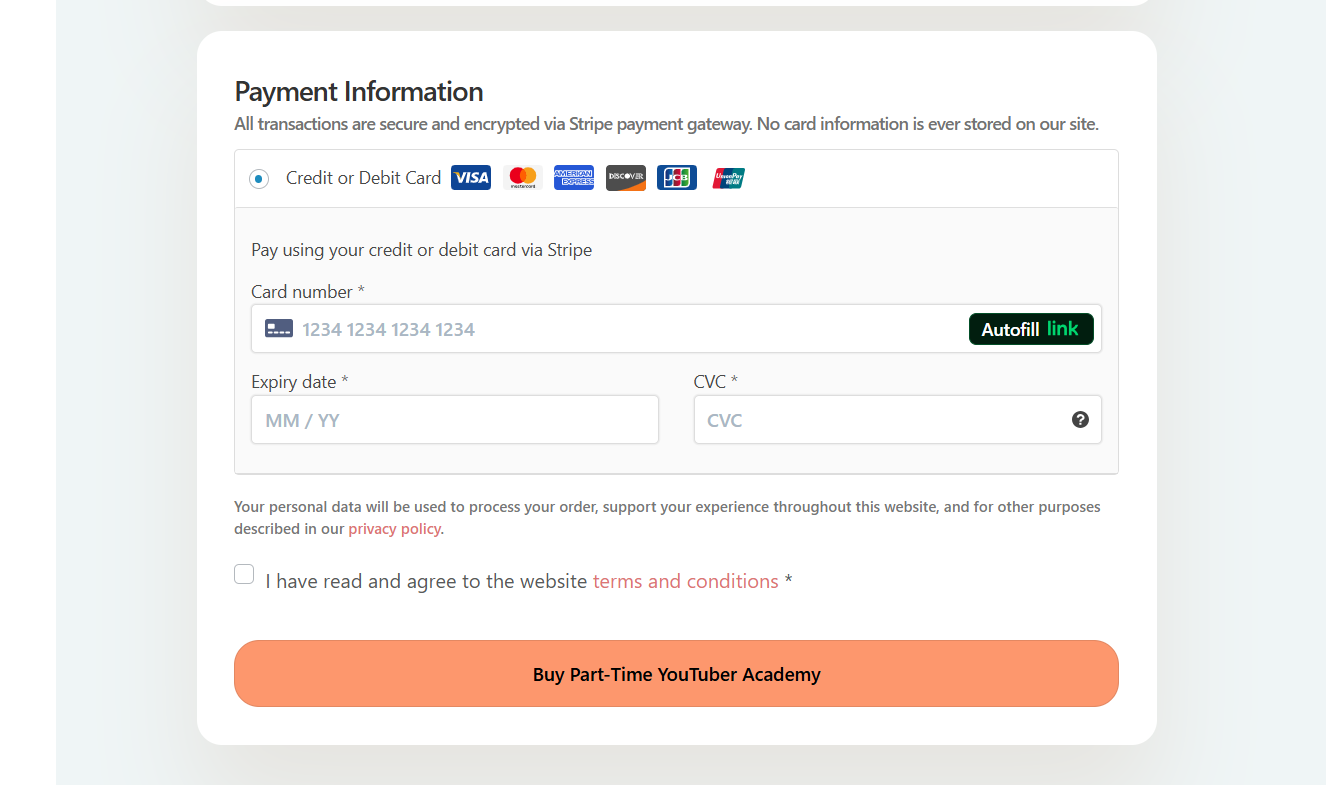 Payment Information
All transactions are secure and encrypted via Stripe payment gateway. No card information is ever stored on our site.
Credit or Debit Card VISA mastercard AMERICAN EXPRESS DISCOVER JCB UnionPay 银联
Pay using your credit or debit card via Stripe
Card number *
1234 1234 1234 1234 Autofill link
Expiry date * CVC *
MM / YY CVC ?
Your personal data will be used to process your order, support your experience throughout this website, and for other purposes
described in our privacy policy.
I have read and agree to the website terms and conditions *
Buy Part-Time YouTuber Academy